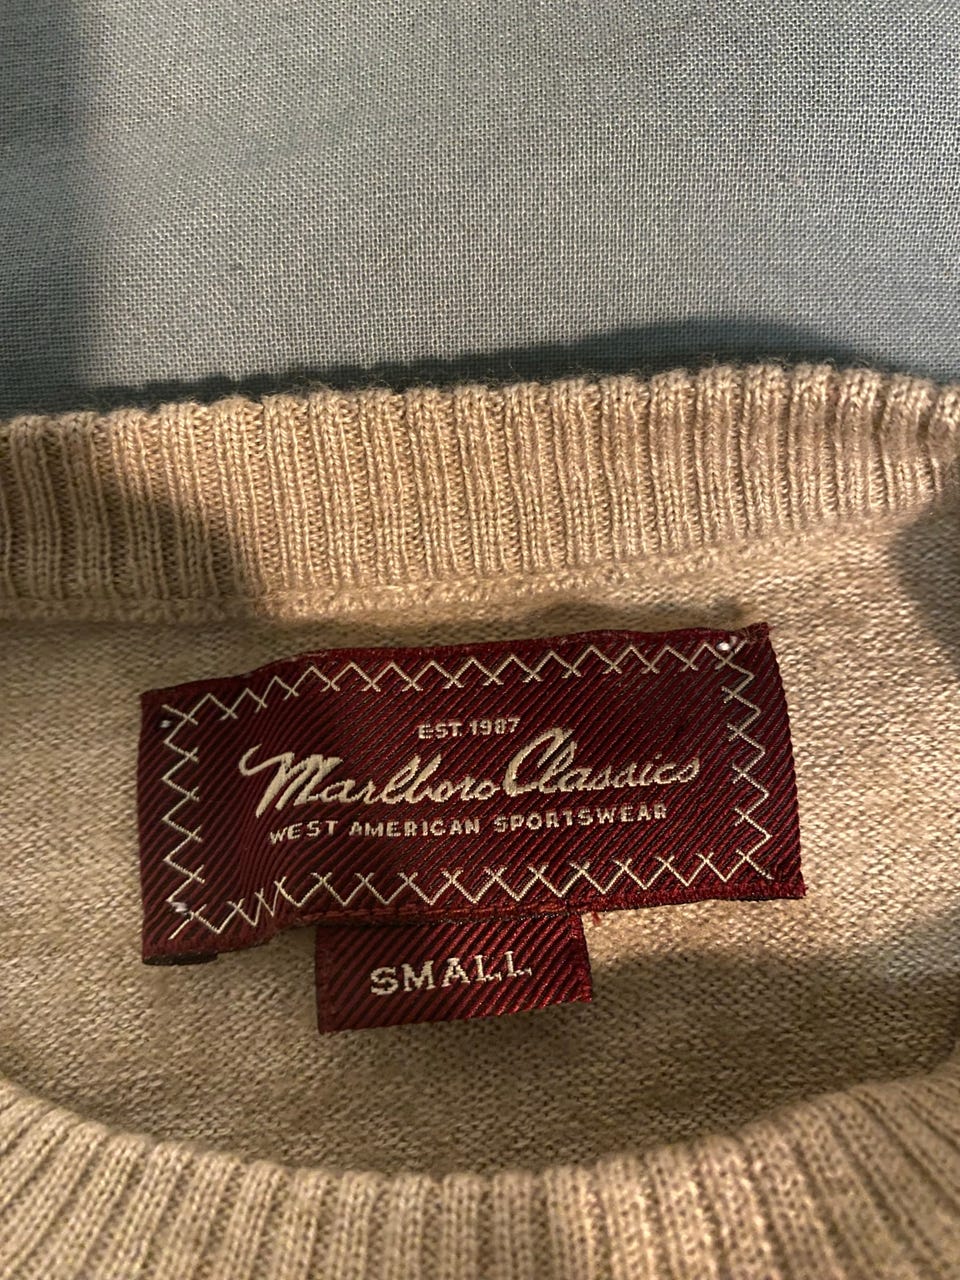 EST. 1987
Marlboro Classics
WEST AMERICAN SPORTSWEAR
SMALL